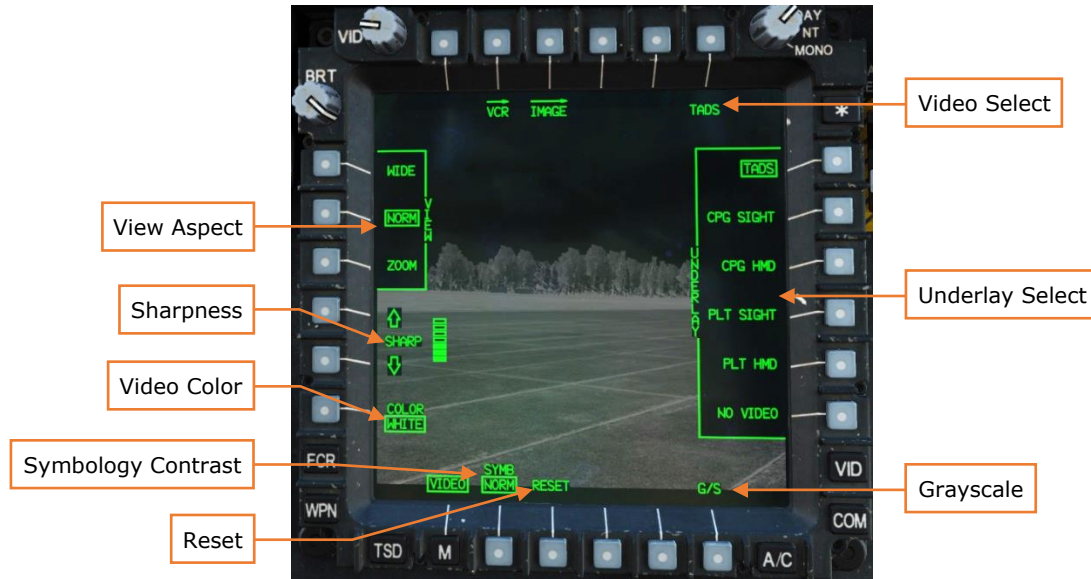 VID
AY
NT
MONO
BRT
VCR
IMAGE
TADS
Video Select
*
WIDE
NORM
ZOOM
VIEW
View Aspect
TADS
CPG SIGHT
CPG HMD
PLT SIGHT
PLT HMD
NO VIDEO
UNDERLAY
Underlay Select
Sharpness
SHARP
Video Color
COLOR
WHITE
Symbology Contrast
SYMB
VIDEO
NORM
RESET
G/S
Grayscale
Reset
FCR
WPN
TSD
M
A/C
VID
COM